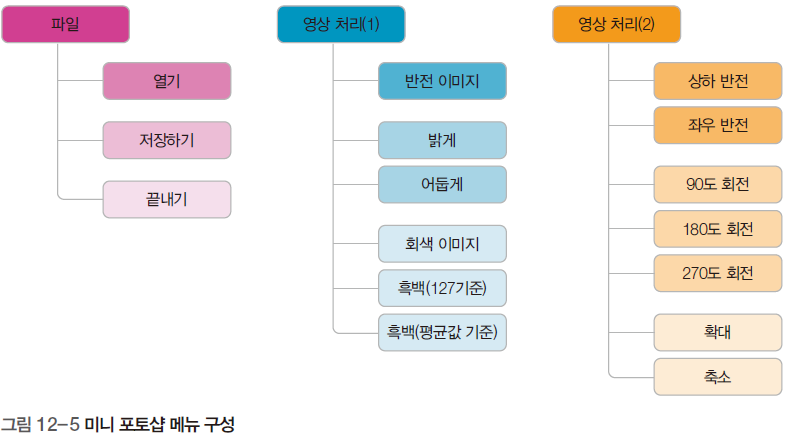 파일
열기
저장하기
끝내기
영상 처리(1)
반전 이미지
밝게
어둡게
회색 이미지
흑백(127기준)
흑백(평균값 기준)
영상 처리(2)
상하 반전
좌우 반전
90도 회전
180도 회전
270도 회전
확대
축소
그림 12-5 미니 포토샵 메뉴 구성